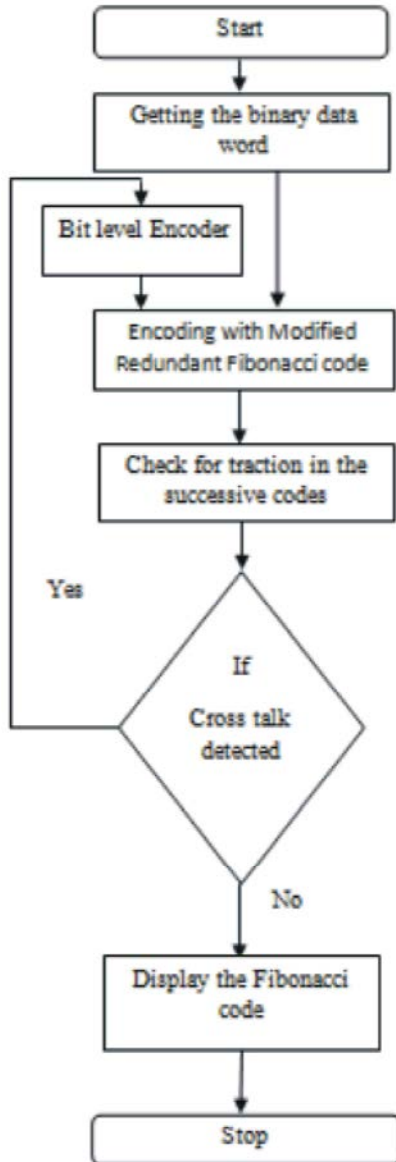 Start
Getting the binary data
word
Bit level Encoder
Encoding with Modified
Redundant Fibonacci code
Check for traction in the
successive codes
Yes
If
Cross talk
detected
No
Display the Fibonacci
code
Stop